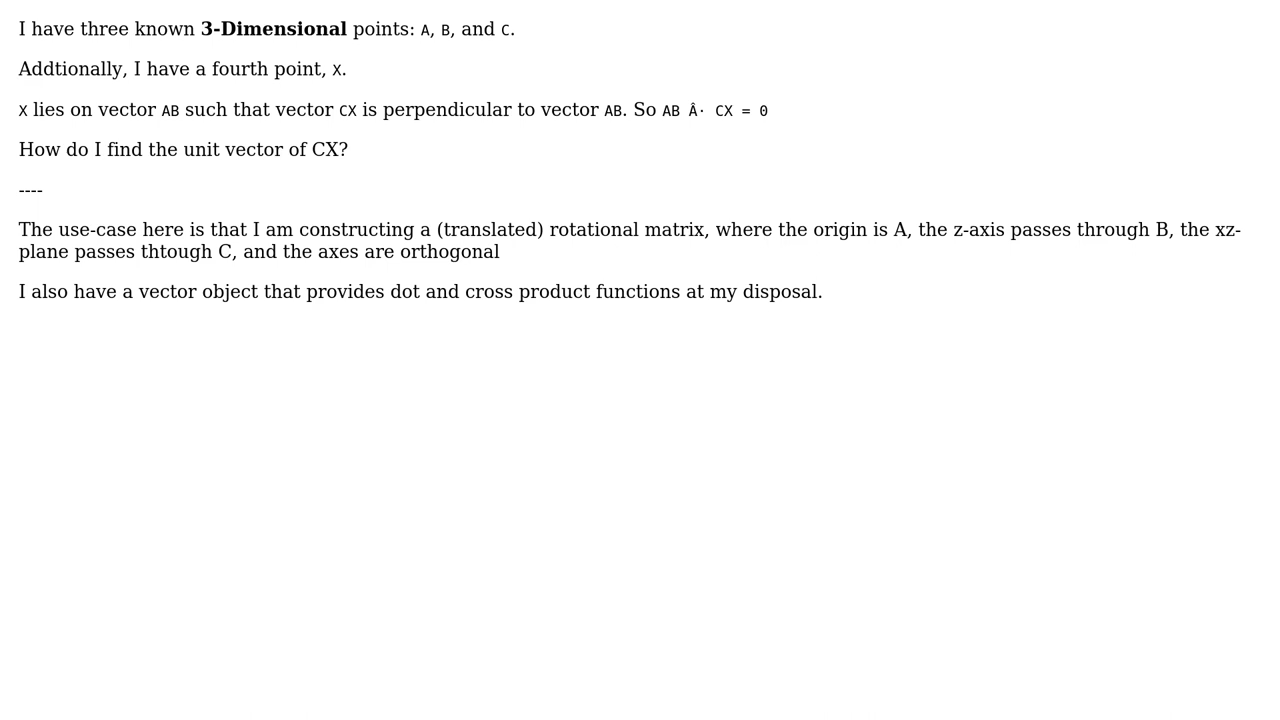 I have three known 3-Dimensional points: A, B, and C.
Addtionally, I have a fourth point, X.
X lies on vector AB such that vector CX is perpendicular to vector AB. So AB Â· CX = 0
How do I find the unit vector of CX?
----
The use-case here is that I am constructing a (translated) rotational matrix, where the origin is A, the z-axis passes through B, the xz-
plane passes thtough C, and the axes are orthogonal
I also have a vector object that provides dot and cross product functions at my disposal.